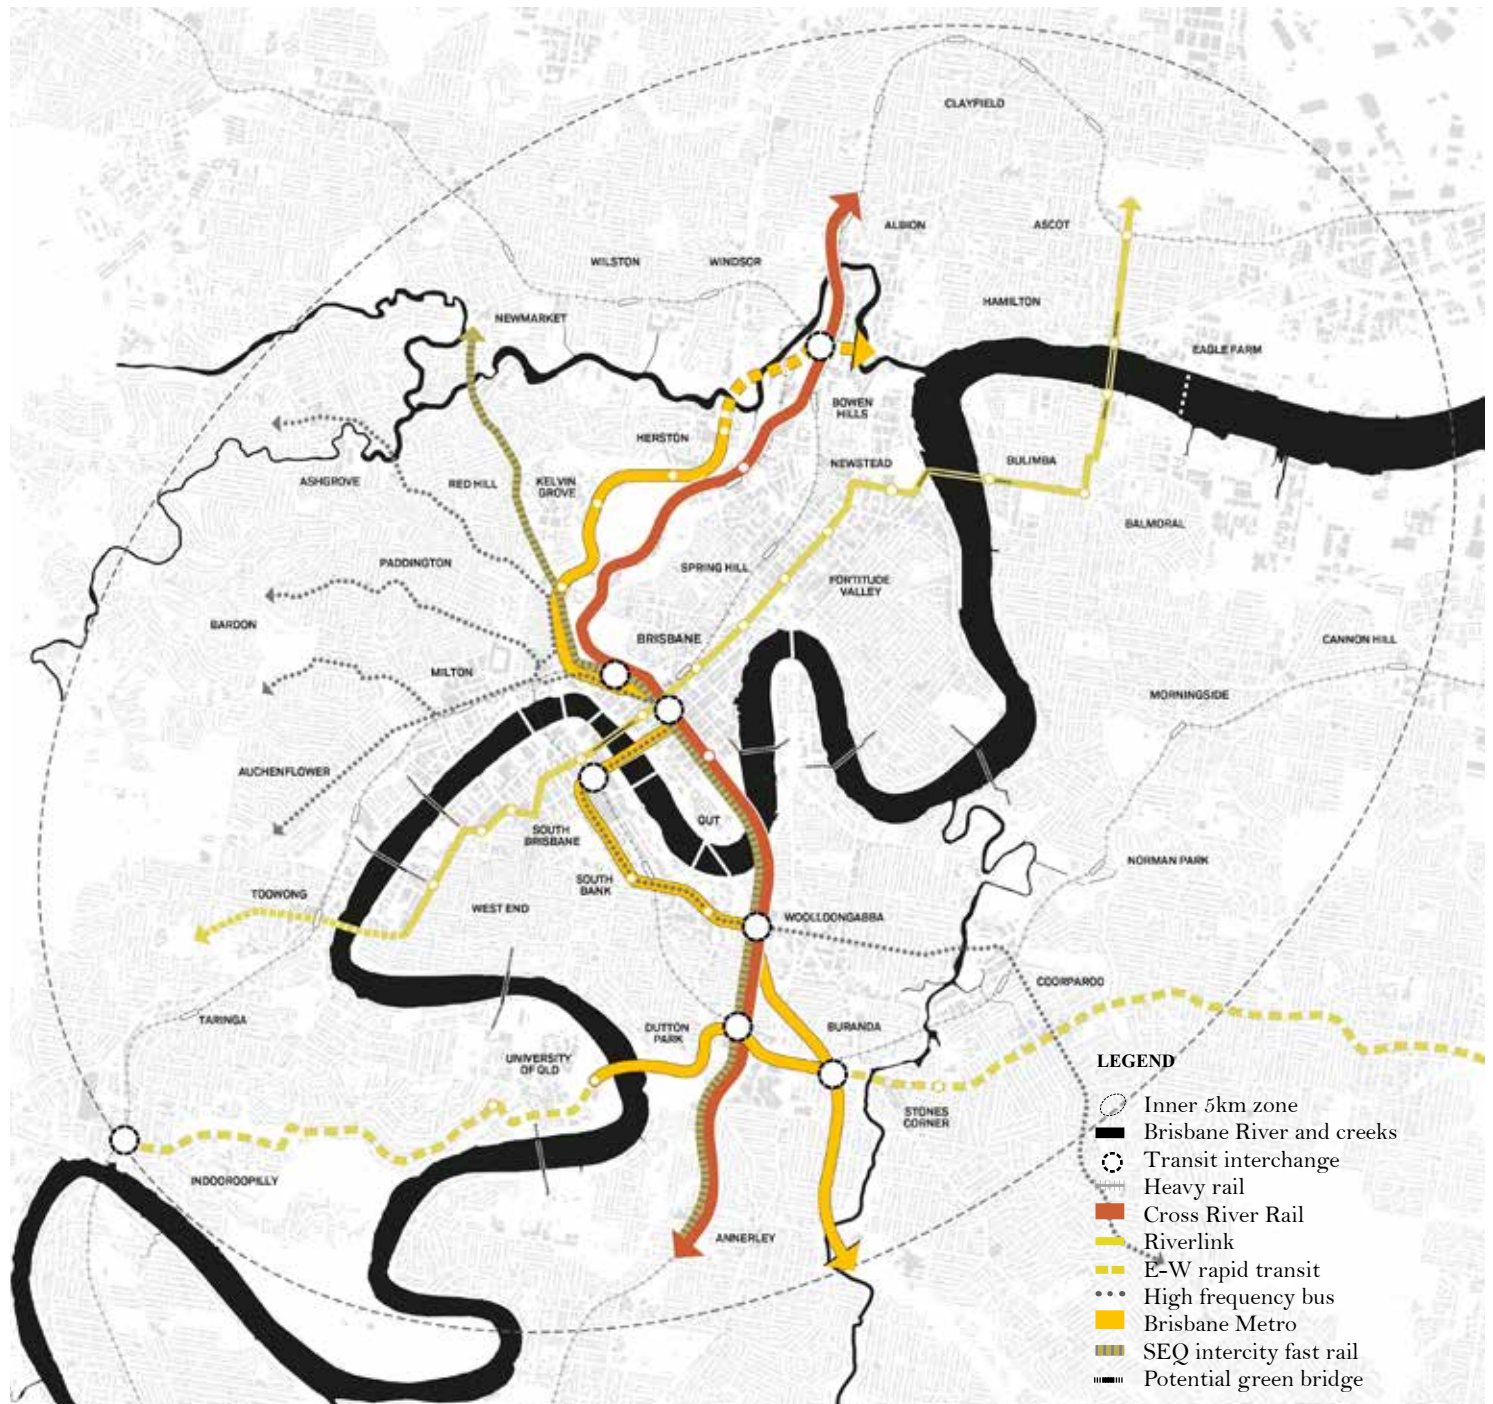 CLAYFIELD
ALBION
ASCOT
WILSTON
WINDSOR
HAMILTON
NEWMARKET
EAGLE FARM
BOWEN
HILLS
HERSTON
NEWSTEAD
BULIMBA
ASHGROVE
RED HILL
KELVIN
GROVE
BALMORAL
PADDINGTON
SPRING HILL
FORTITUDE
VALLEY
BARDON
BRISBANE
CANNON HILL
MILTON
MORNINGSIDE
AUCHENFLOWER
QUT
SOUTH
BRISBANE
NORMAN PARK
SOUTH
BANK
TOOWONG
WEST END
WOOLLOONGABBA
COORPAROO
TARINGA
DUTTON
PARK
BURANDA
UNIVERSITY
OF QLD
STONES
CORNER
INDOOROOPILLY
ANNERLEY
LEGEND
Inner 5km zone
Brisbane River and creeks
Transit interchange
Heavy rail
Cross River Rail
Riverlink
E-W rapid transit
High frequency bus
Brisbane Metro
SEQ intercity fast rail
Potential green bridge